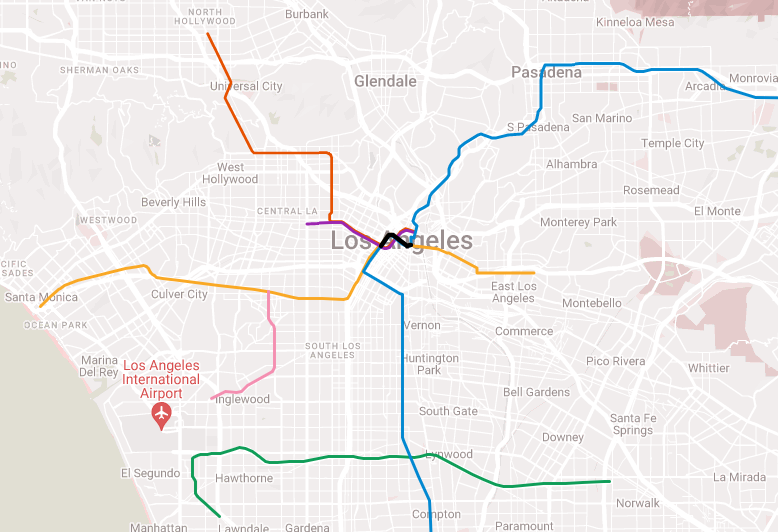 NORTH
HOLLYWOOD
Burbank
Kinneloa Mesa
SHERMAN OAKS
Glendale
Pasadena
Universal City
Arcadia
Monrovia
San Marino
S Pasadena
Temple City
West
Hollywood
Alhambra
Rosemead
Beverly Hills
CENTRAL LA
El Monte
WESTWOOD
Monterey Park
Los Angeles
Santa Monica
Culver City
East Los
Angeles
Montebello
OCEAN PARK
Vernon
Commerce
SOUTH LOS
ANGELES
Marina
Del Rey
Los Angeles
International
Airport
Huntington
Park
Pico Rivera
Whittier
Inglewood
Bell Gardens
South Gate
Santa Fe
Springs
Downey
Lynwood
El Segundo
Hawthorne
La Mirada
Norwalk
Compton
Manhattan
Lawndale
Gardena
Paramount